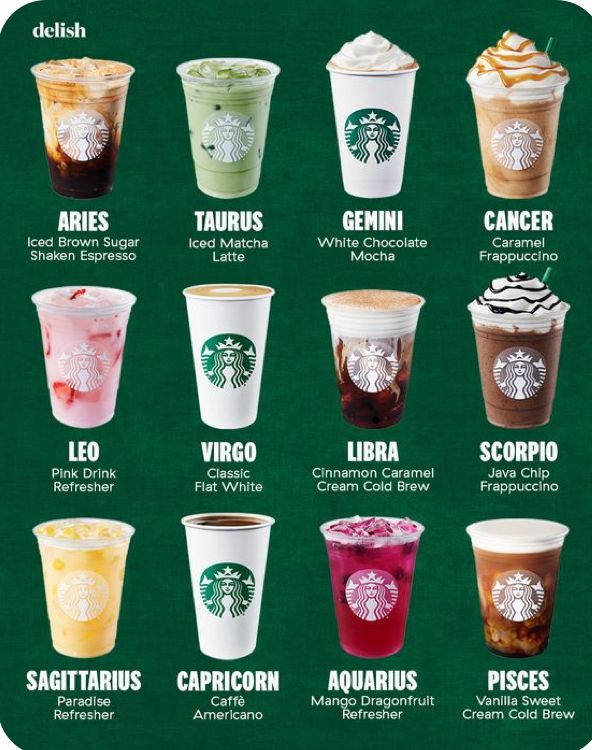 delish
ARIES
Iced Brown Sugar
Shaken Espresso
TAURUS
Iced Matcha
Latte
GEMINI
White Chocolate
Mocha
CANCER
Caramel
Frappuccino
LEO
Pink Drink
Refresher
VIRGO
Classic
Flat White
LIBRA
Cinnamon Caramel
Cream Cold Brew
SCORPIO
Java Chip
Frappuccino
SAGITTARIUS
Paradise
Refresher
CAPRICORN
Caffè
Americano
AQUARIUS
Mango Dragonfruit
Refresher
PISCES
Vanilla Sweet
Cream Cold Brew